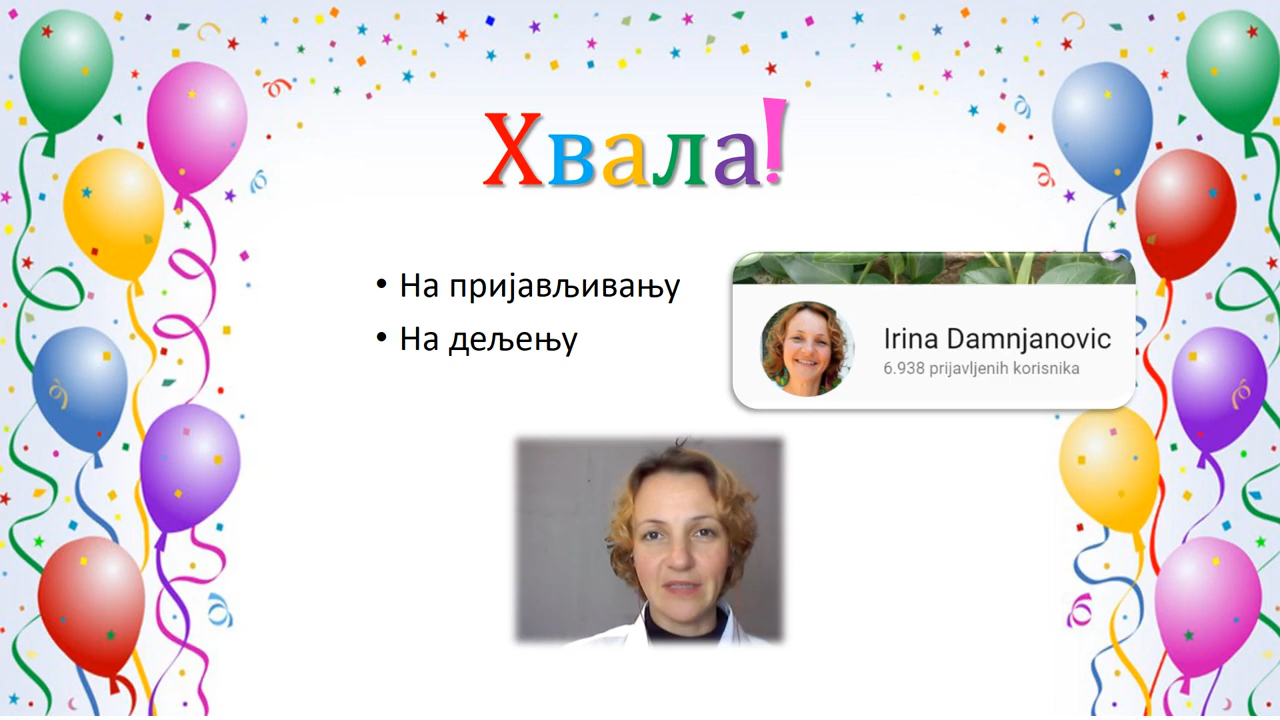 Хвала!
• На пријављивању
• На дељењу
Irina Damnjanovic
6.938 prijavljenih korisnika